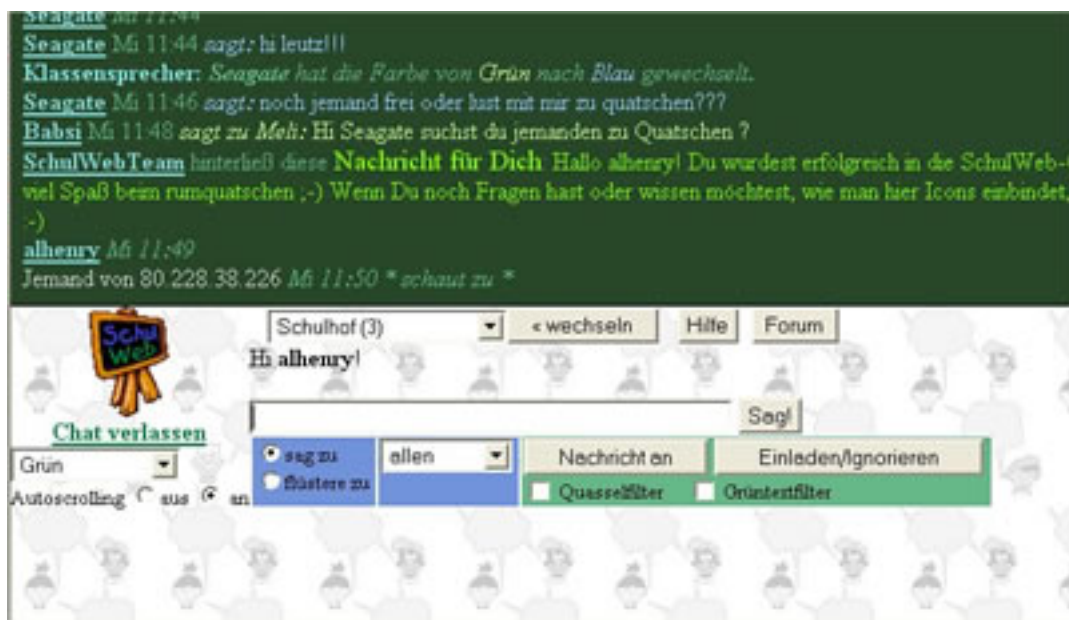 Seagate Mi 11:44
Seagate Mi 11:44 sagt: hi leutz!!!
Klassensprecher: Seagate hat die Farbe von Grün nach Blau gewechselt.
Seagate Mi 11:46 sagt: noch jemand frei oder lust mit mir zu quatschen???
Babsi Mi 11:48 sagt zu Meli: Hi Seagate suchst du jemanden zu Quatschen ?
SchulWebTeam hinterließ diese Nachricht für Dich Hallo alhenry! Du wurdest erfolgreich in die SchulWeb-
viel Spaß beim rumquatschen ;-) Wenn Du noch Fragen hast oder wissen möchtest, wie man hier Icons einbindet,
:-)
alhenry Mi 11:49
Jemand von 80.228.38.226 Mi 11:50 * schaut zu *
Schul
Web
Schulhof (3) « wechseln Hilfe Forum
Hi alhenry!
Sag!
Chat verlassen
Grün
Autoscrolling aus an
sag zu allen Nachricht an Einladen/Ignorieren
flüstere zu Quasselfilter Grüntextfilter